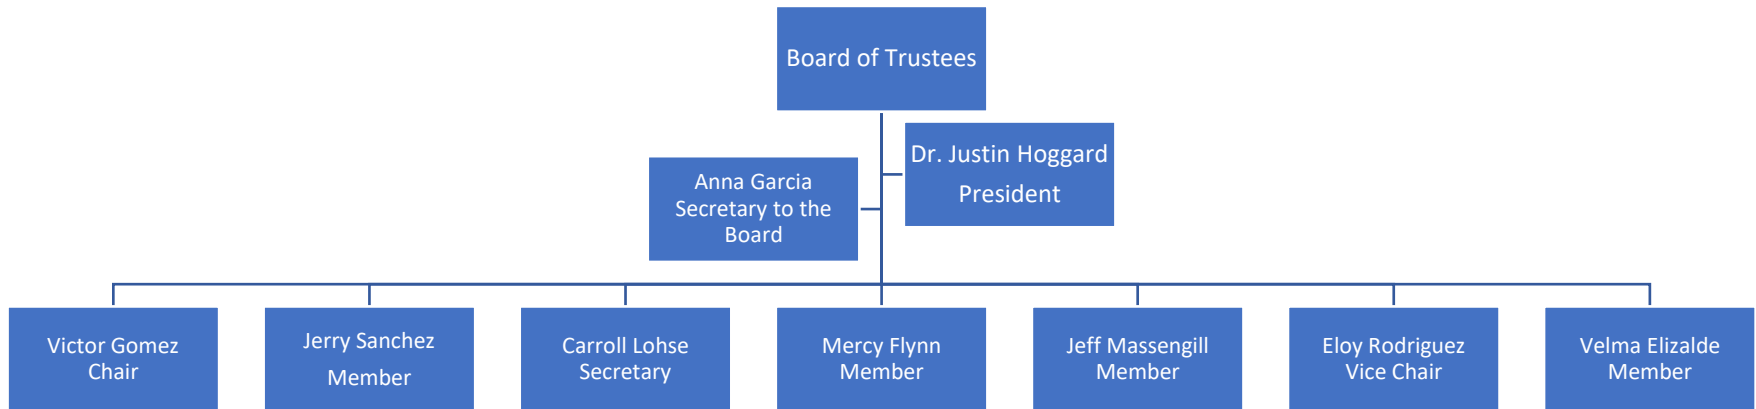 Board of Trustees
Dr. Justin Hoggard
President
Anna Garcia
Secretary to the
Board
Victor Gomez
Chair
Jerry Sanchez
Member
Carroll Lohse
Secretary
Mercy Flynn
Member
Jeff Massengill
Member
Eloy Rodriguez
Vice Chair
Velma Elizalde
Member